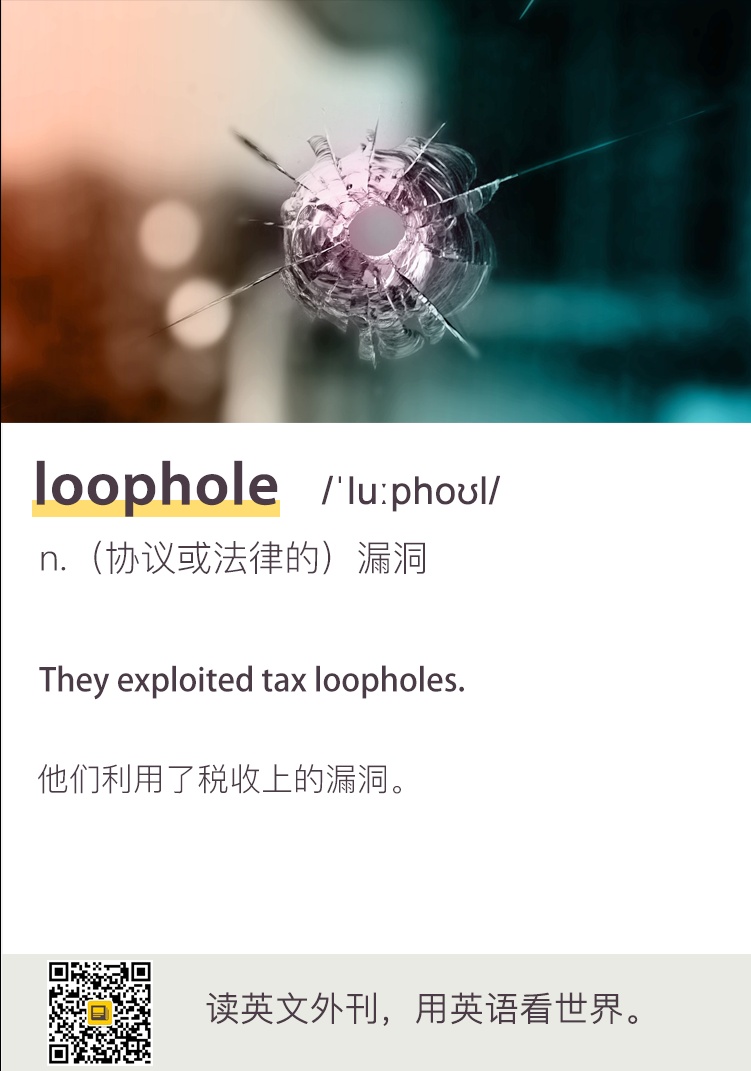 loophole /ˈluːphoʊl/
n.（协议或法律的）漏洞
They exploited tax loopholes.
他们利用了税收上的漏洞。
读英文外刊，用英语看世界。